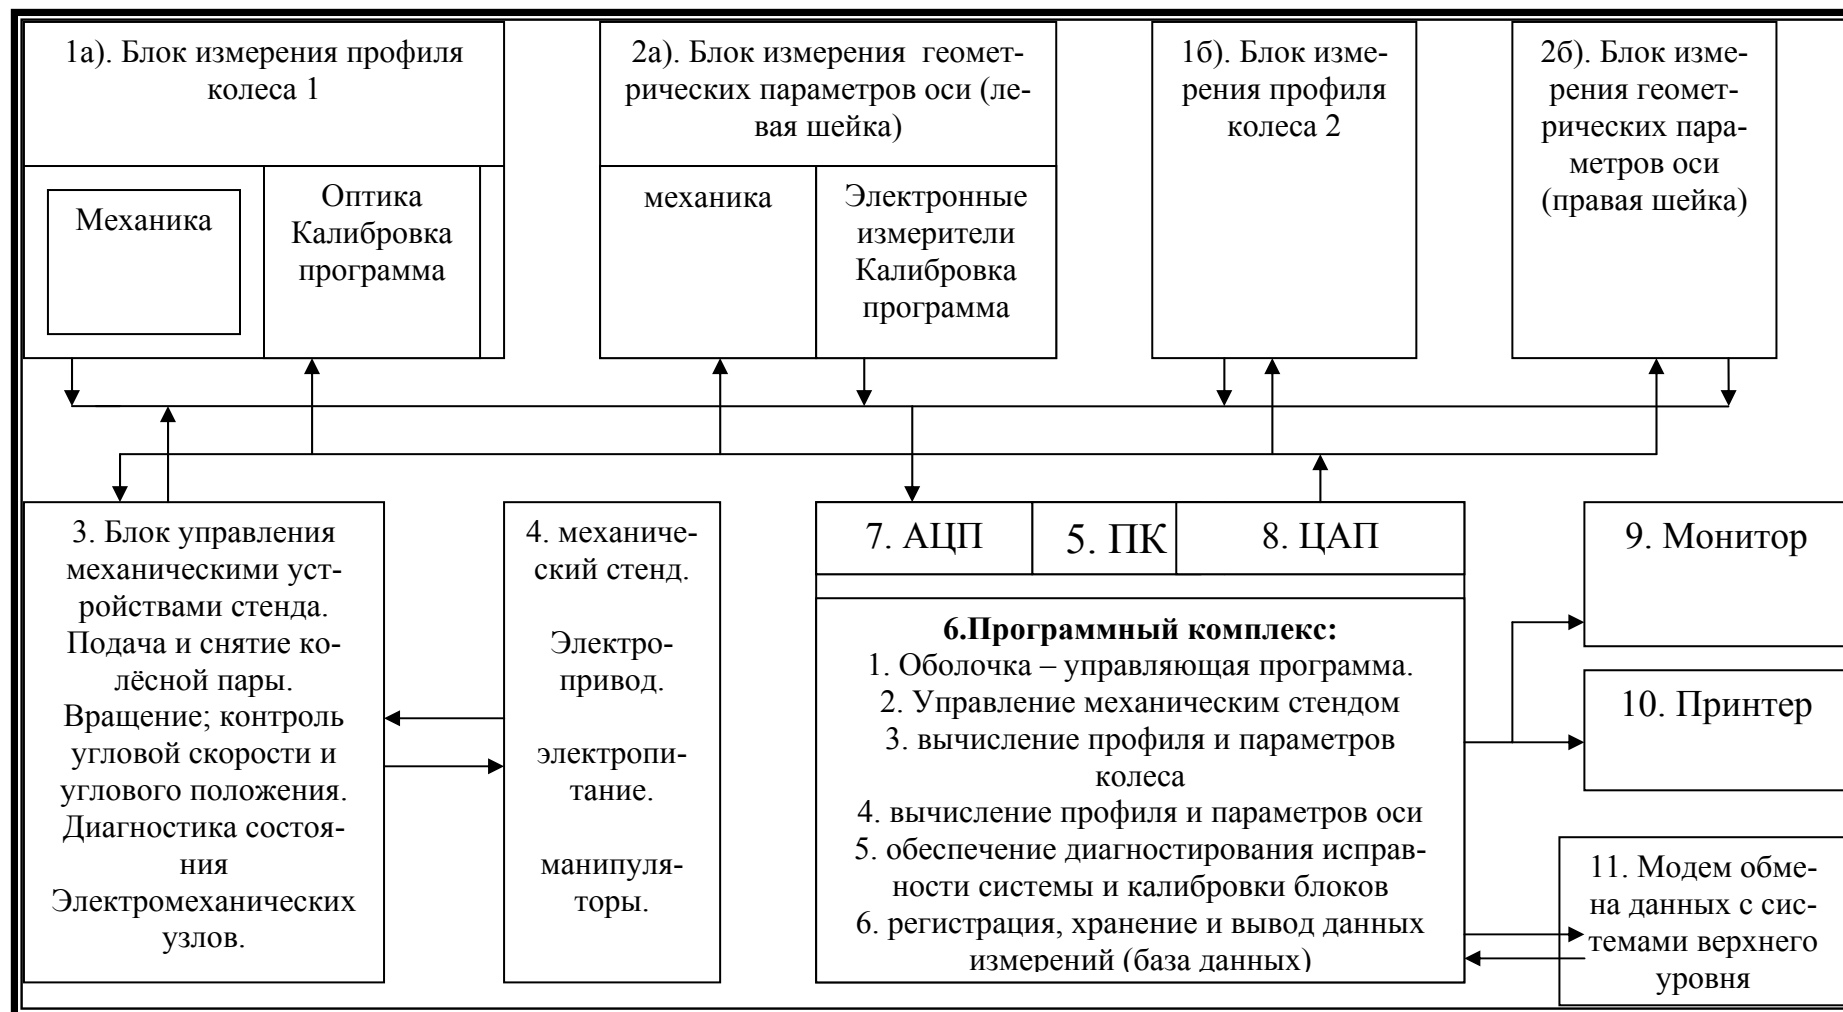 1а). Блок измерения профиля
колеса 1
Механика
Оптика
Калибровка
программа
2а). Блок измерения геомет-
рических параметров оси (ле-
вая шейка)
механика
Электронные
измерители
Калибровка
программа
1б). Блок изме-
рения профиля
колеса 2
2б). Блок изме-
рения геомет-
рических пара-
метров оси
(правая шейка)
3. Блок управления
механическими уст-
ройствами стенда.
Подача и снятие ко-
лёсной пары.
Вращение; контроль
угловой скорости и
углового положения.
Диагностика состоя-
ния
Электромеханических
узлов.
4. механиче-
ский стенд.
Электро-
привод.
электропи-
тание.
манипуля-
торы.
7. АЦП
5. ПК
8. ЦАП
6.Программный комплекс:
1. Оболочка – управляющая программа.
2. Управление механическим стендом
3. вычисление профиля и параметров
колеса
4. вычисление профиля и параметров оси
5. обеспечение диагностирования исправ-
ности системы и калибровки блоков
6. регистрация, хранение и вывод данных
измерений (база данных)
9. Монитор
10. Принтер
11. Модем обме-
на данных с сис-
темами верхнего
уровня